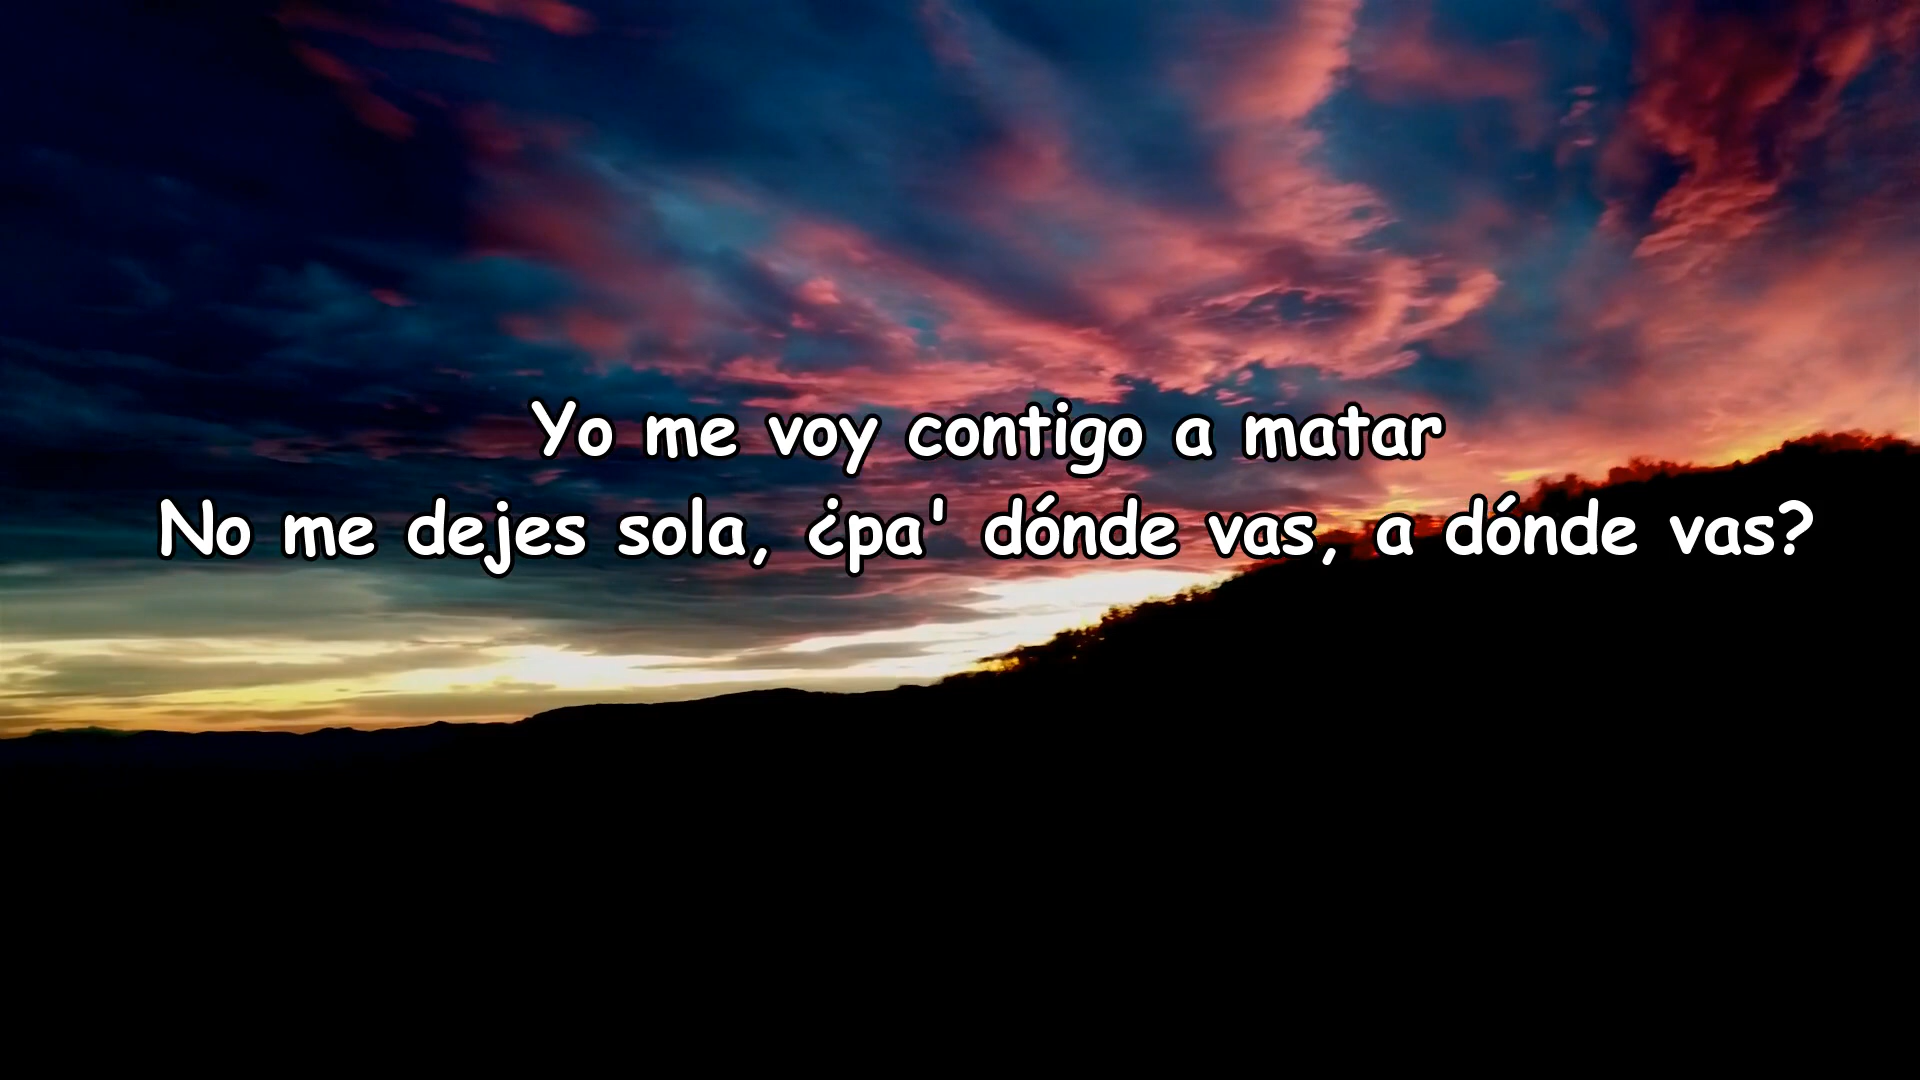 Yo me voy contigo a matar
No me dejes sola, ¿pa' dónde vas, a dónde vas?